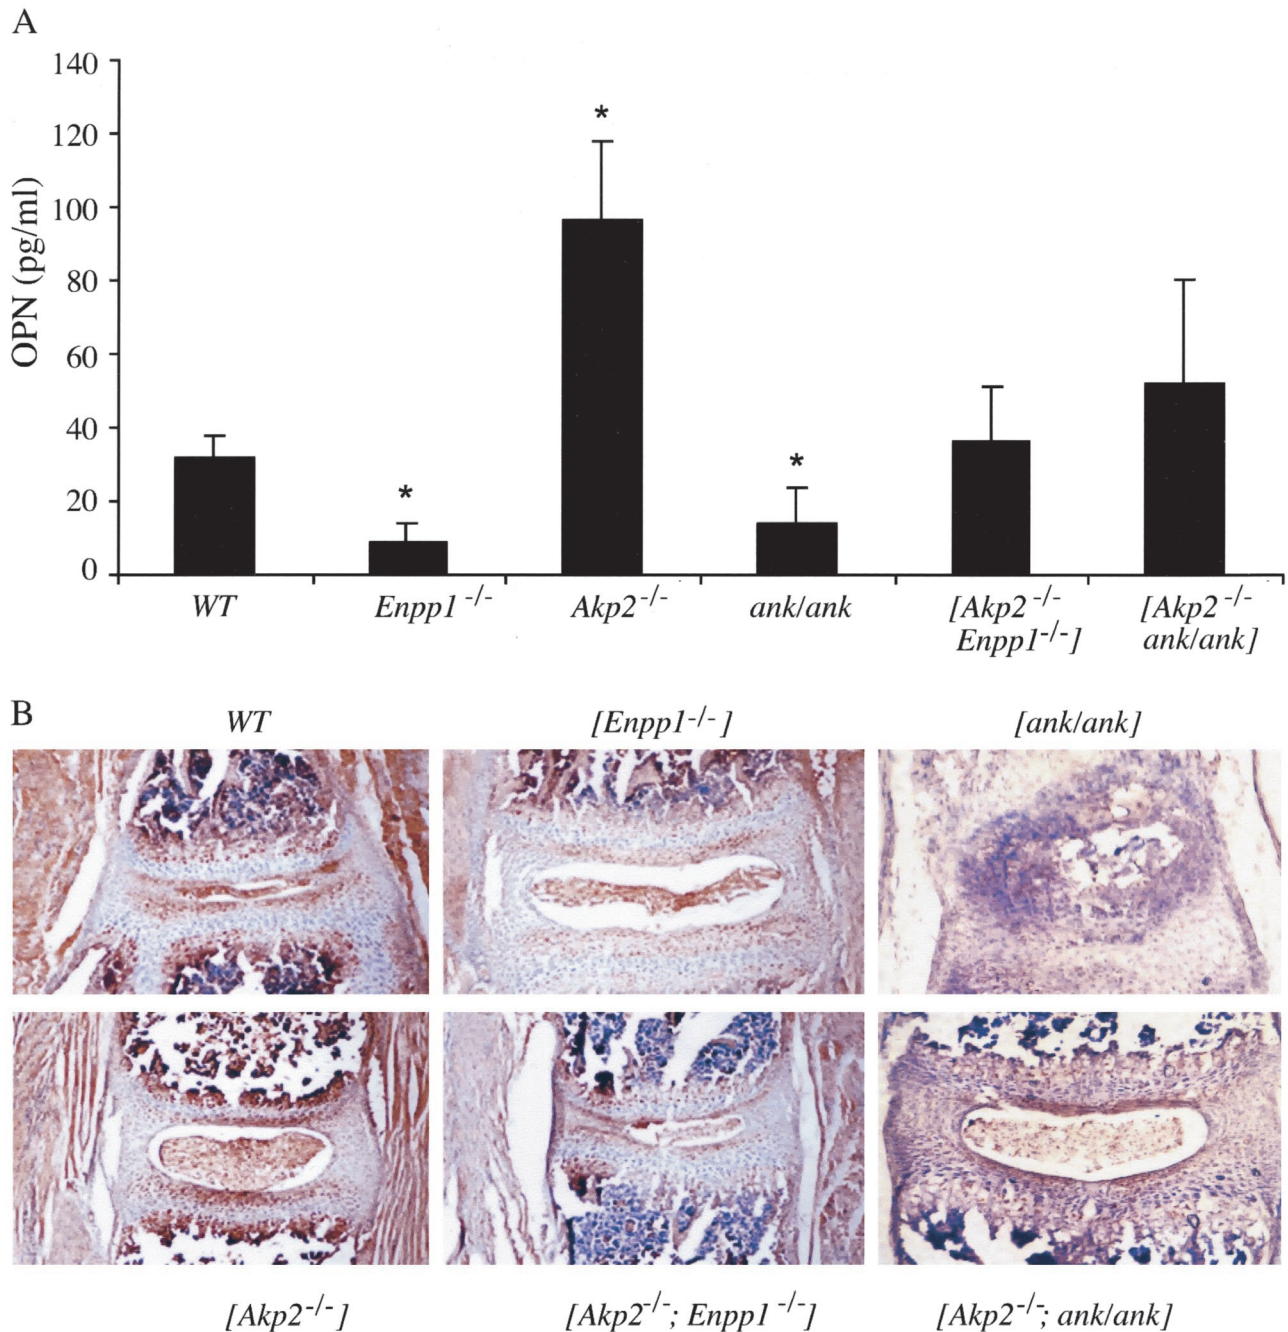 A
OPN (pg/ml)
140
120
100
80
60
40
20
0
*
*
*
WT
Enpp1-/-
Akp2-/-
ank/ank
[Akp2-/-
Enpp1-/-]
[Akp2-/-
ank/ank]
B
WT
[Enpp1-/-]
[ank/ank]
[Akp2-/-]
[Akp2-/-; Enpp1-/-]
[Akp2-/-; ank/ank]